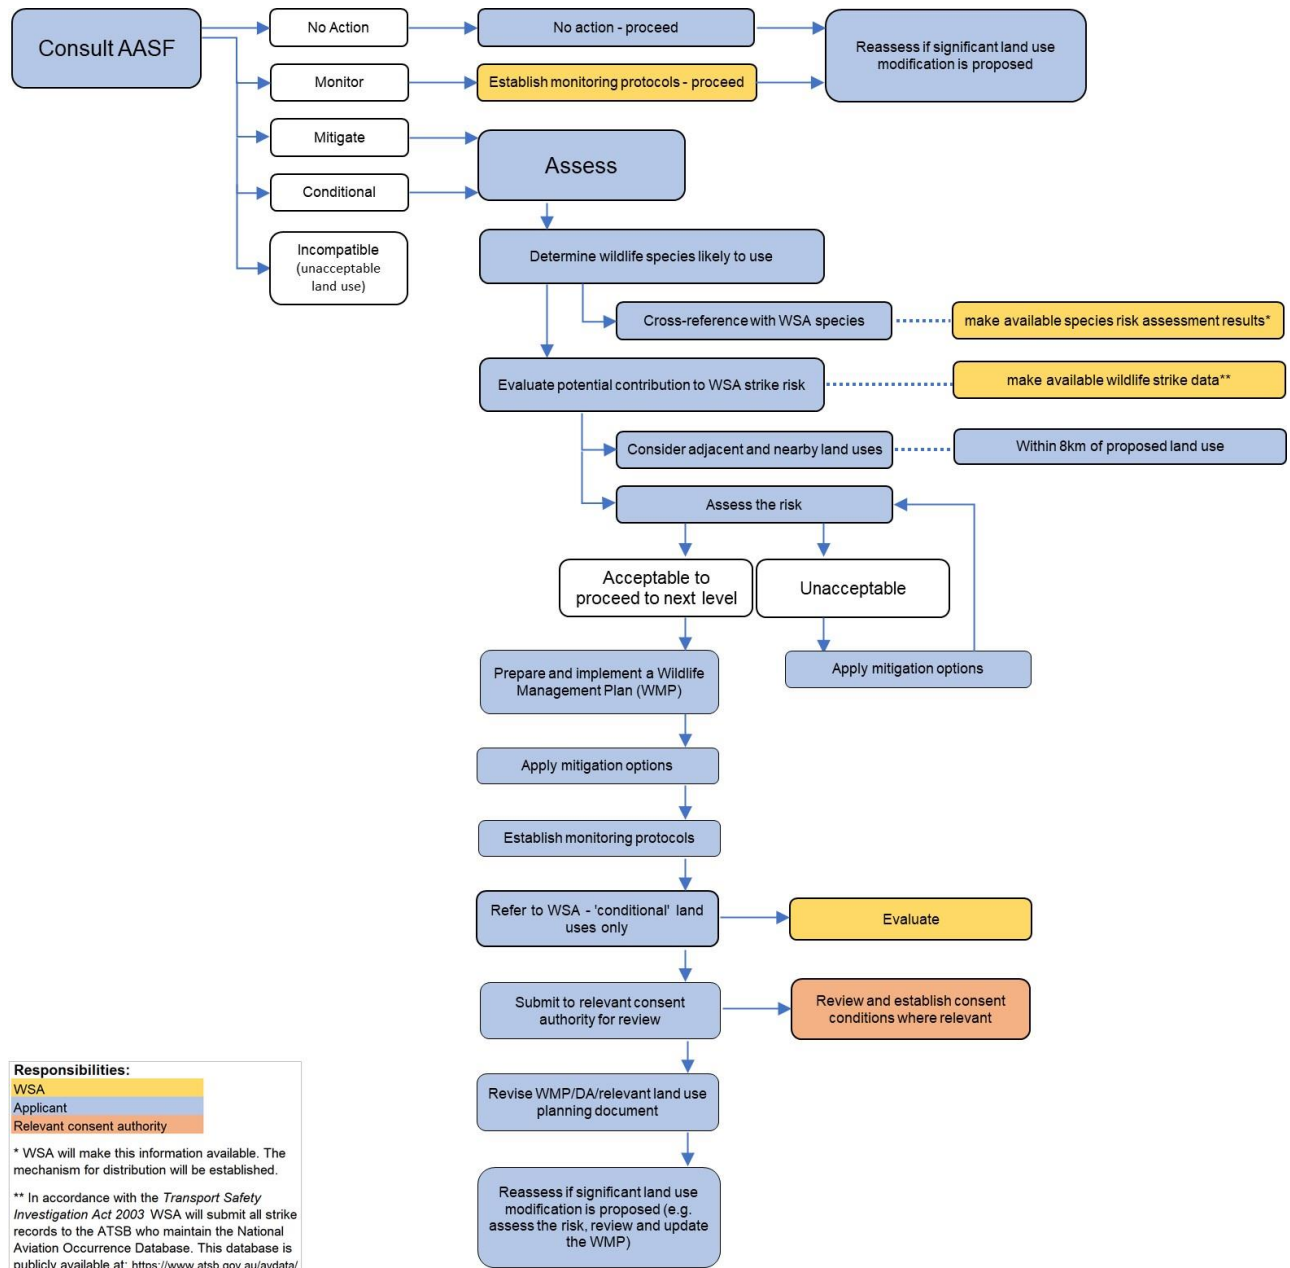 Consult AASF
No Action
No action - proceed
Reassess if significant land use
modification is proposed
Monitor
Establish monitoring protocols - proceed
Mitigate
Assess
Conditional
Incompatible
(unacceptable
land use)
Determine wildlife species likely to use
Cross-reference with WSA species
make available species risk assessment results*
Evaluate potential contribution to WSA strike risk
make available wildlife strike data**
Consider adjacent and nearby land uses
Within 8km of proposed land use
Assess the risk
Acceptable to
proceed to next level
Unacceptable
Prepare and implement a Wildlife
Management Plan (WMP)
Apply mitigation options
Apply mitigation options
Establish monitoring protocols
Refer to WSA - 'conditional' land
uses only
Evaluate
Submit to relevant consent
authority for review
Review and establish consent
conditions where relevant
Revise WMP/DA/relevant land use
planning document
Reassess if significant land use
modification is proposed (e.g.
assess the risk, review and update
the WMP)
Responsibilities:
WSA
Applicant
Relevant consent authority
* WSA will make this information available. The
mechanism for distribution will be established.
** In accordance with the Transport Safety
Investigation Act 2003 WSA will submit all strike
records to the ATSB who maintain the National
Aviation Occurrence Database. This database is
publicly available at: https://www.atsb.gov.au/avdata/